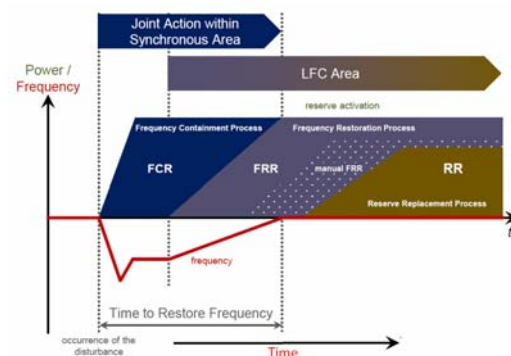 Joint Action within
Synchronous Area
Power /
Frequency
LFC Area
reserve activation
Frequency Containment Process
Frequency Restoration Process
FCR
FRR
manual FRR
RR
Reserve Replacement Process
t
frequency
Time to Restore Frequency
occurrence of the
disturbance
Time